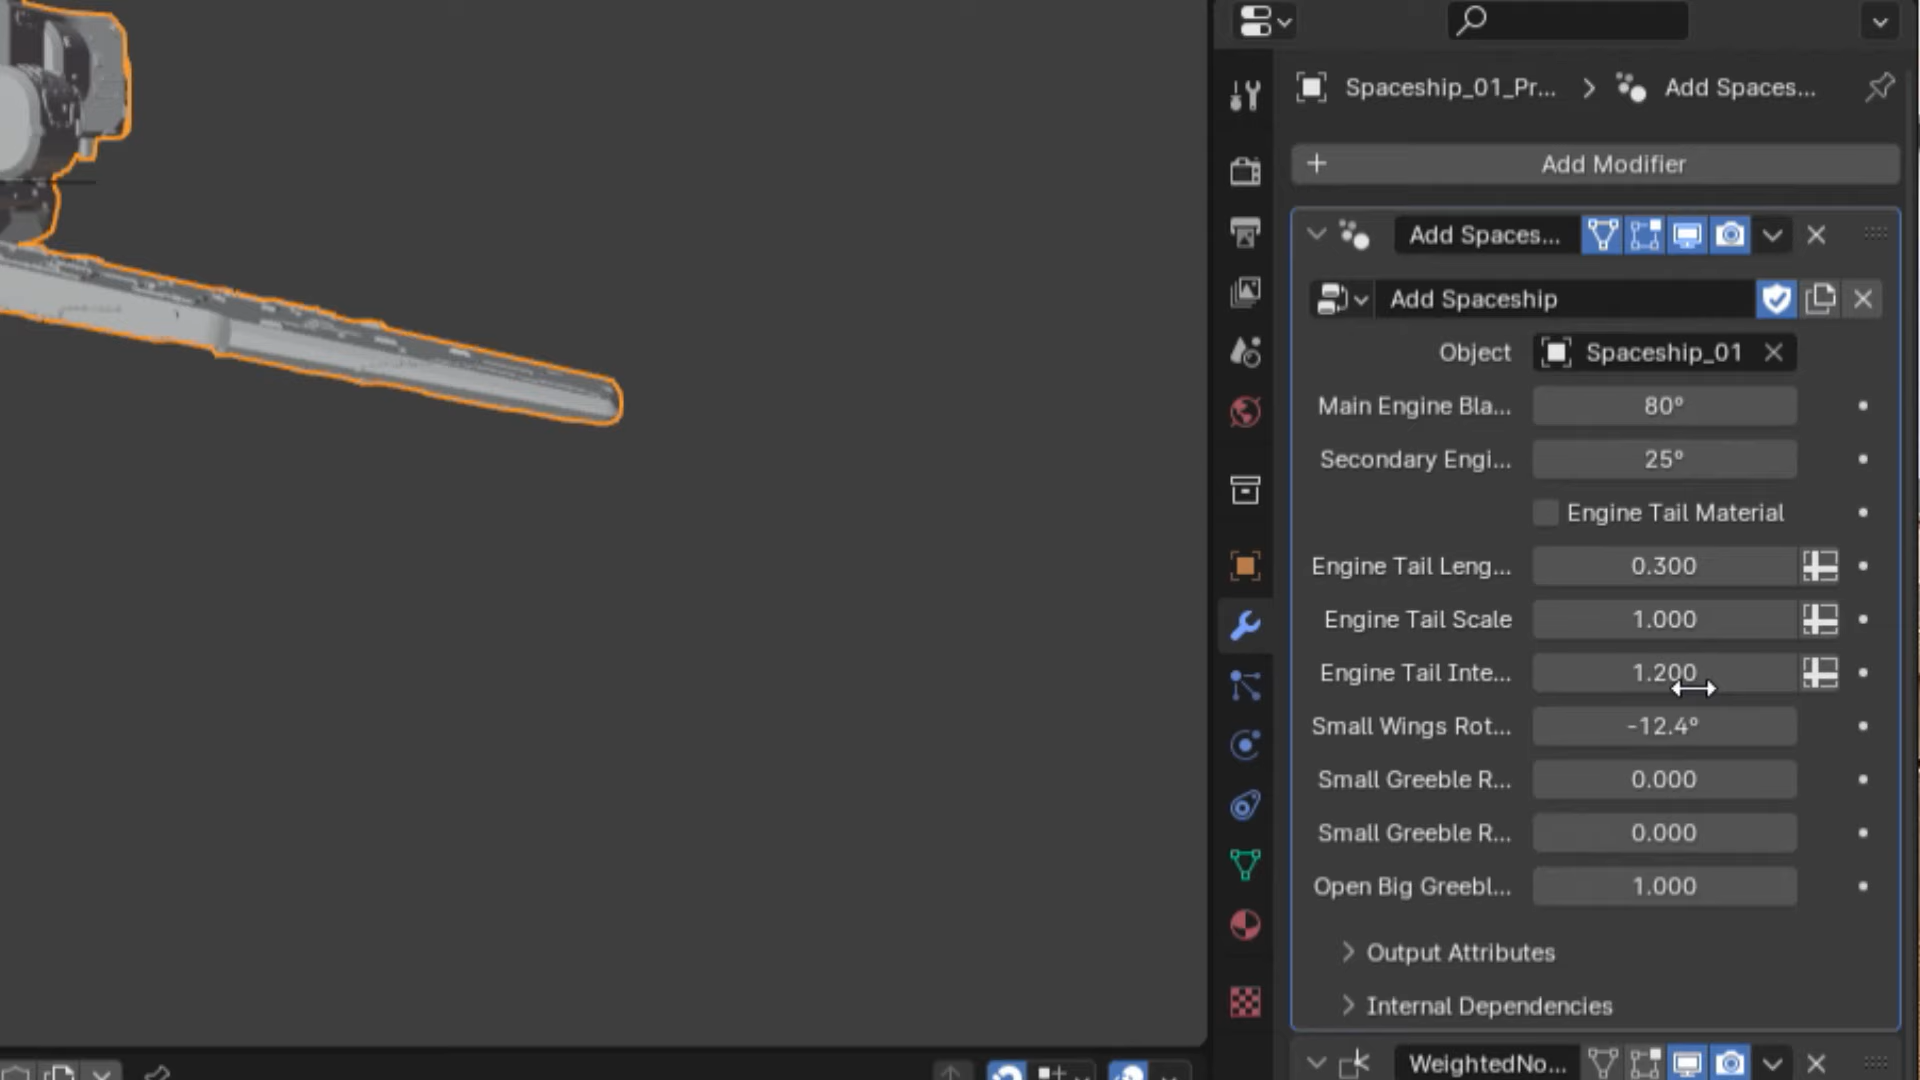 Spaceship_01_Pr... > Add Spaces...
+ Add Modifier
Add Spaces...
Add Spaceship
Object Spaceship_01
Main Engine Bla... 80°
Secondary Engi... 25°
Engine Tail Material
Engine Tail Leng... 0.300
Engine Tail Scale 1.000
Engine Tail Inte... 1.200
Small Wings Rot... -12.4°
Small Greeble R... 0.000
Small Greeble R... 0.000
Open Big Greebl... 1.000
Output Attributes
Internal Dependencies
WeightedNo...